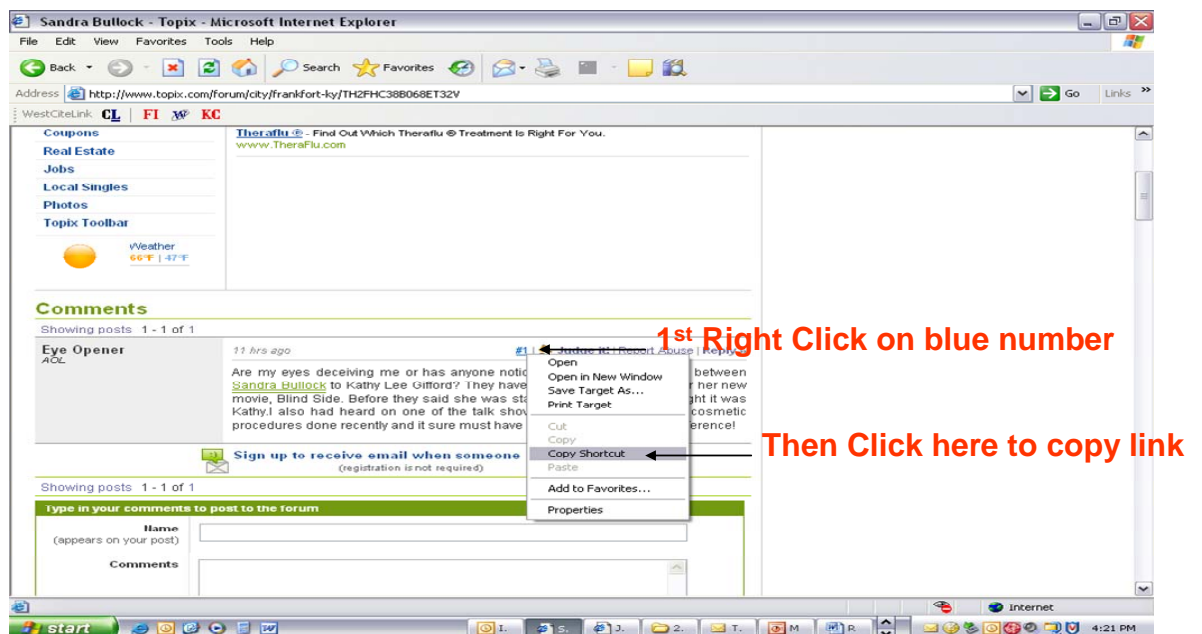 Sandra Bullock - Topix - Microsoft Internet Explorer
File Edit View Favorites Tools Help
Back Search Favorites
Address http://www.topix.com/forum/city/frankfort-ky/TH2FHC38B068ET32V Go Links »
WestCiteLink CL FI KC
Coupons
Real Estate
Jobs
Local Singles
Photos
Topix Toolbar
Weather
66°F | 47°F
Theraflu ® - Find Out Which Theraflu ® Treatment Is Right For You.
www.TheraFlu.com
Comments
Showing posts 1 - 1 of 1
1st Right Click on blue number
Eye Opener
AOL
11 hrs ago #1 | Judge it! | Report Abuse | Reply
Are my eyes deceiving me or has anyone notic between
Sandra Bullock to Kathy Lee Gifford? They have her new
movie, Blind Side. Before they said she was sta ght it was
Kathy.I also had heard on one of the talk shov cosmetic
procedures done recently and it sure must have erence!
Open
Open in New Window
Save Target As...
Print Target
Cut
Copy
Copy Shortcut
Paste
Add to Favorites...
Properties
Then Click here to copy link
Sign up to receive email when someone
(registration is not required)
Showing posts 1 - 1 of 1
Type in your comments to post to the forum
Name
(appears on your post)
Comments
Internet
start I. S. J. 2. T. M R 4:21 PM